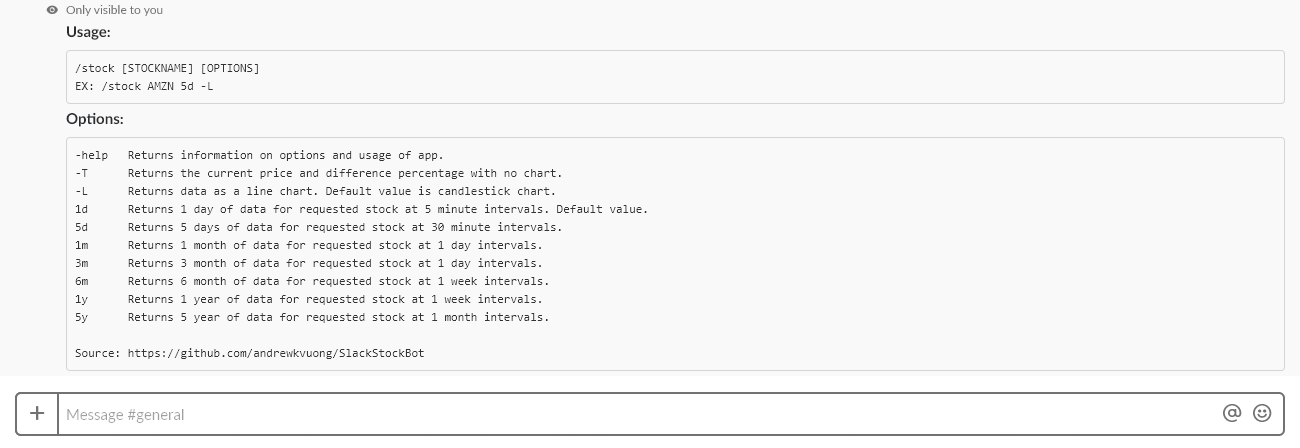 Only visible to you
Usage:
/stock [STOCKNAME] [OPTIONS]
EX: /stock AMZN 5d -L
Options:
-help   Returns information on options and usage of app.
-T      Returns the current price and difference percentage with no chart.
-L      Returns data as a line chart. Default value is candlestick chart.
1d      Returns 1 day of data for requested stock at 5 minute intervals. Default value.
5d      Returns 5 days of data for requested stock at 30 minute intervals.
1m      Returns 1 month of data for requested stock at 1 day intervals.
3m      Returns 3 month of data for requested stock at 1 day intervals.
6m      Returns 6 month of data for requested stock at 1 week intervals.
1y      Returns 1 year of data for requested stock at 1 week intervals.
5y      Returns 5 year of data for requested stock at 1 month intervals.
Source: https://github.com/andrewkvuong/SlackStockBot
Message #general